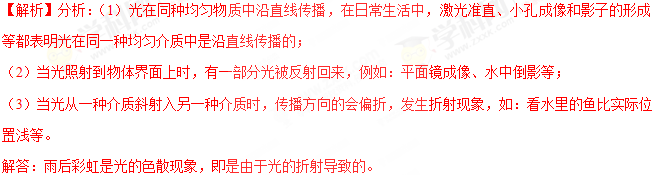 【解析】分析：（1）光在同种均匀物质中沿直线传播，在日常生活中，激光准直、小孔成像和影子的形成
等都表明光在同一种均匀介质中是沿直线传播的；
（2）当光照射到物体界面上时，有一部分光被反射回来，例如：平面镜成像、水中倒影等；
（3）当光从一种介质斜射入另一种介质时，传播方向的会偏折，发生折射现象，如：看水里的鱼比实际位
置浅等。
解答：雨后彩虹是光的色散现象，即是由于光的折射导致的。